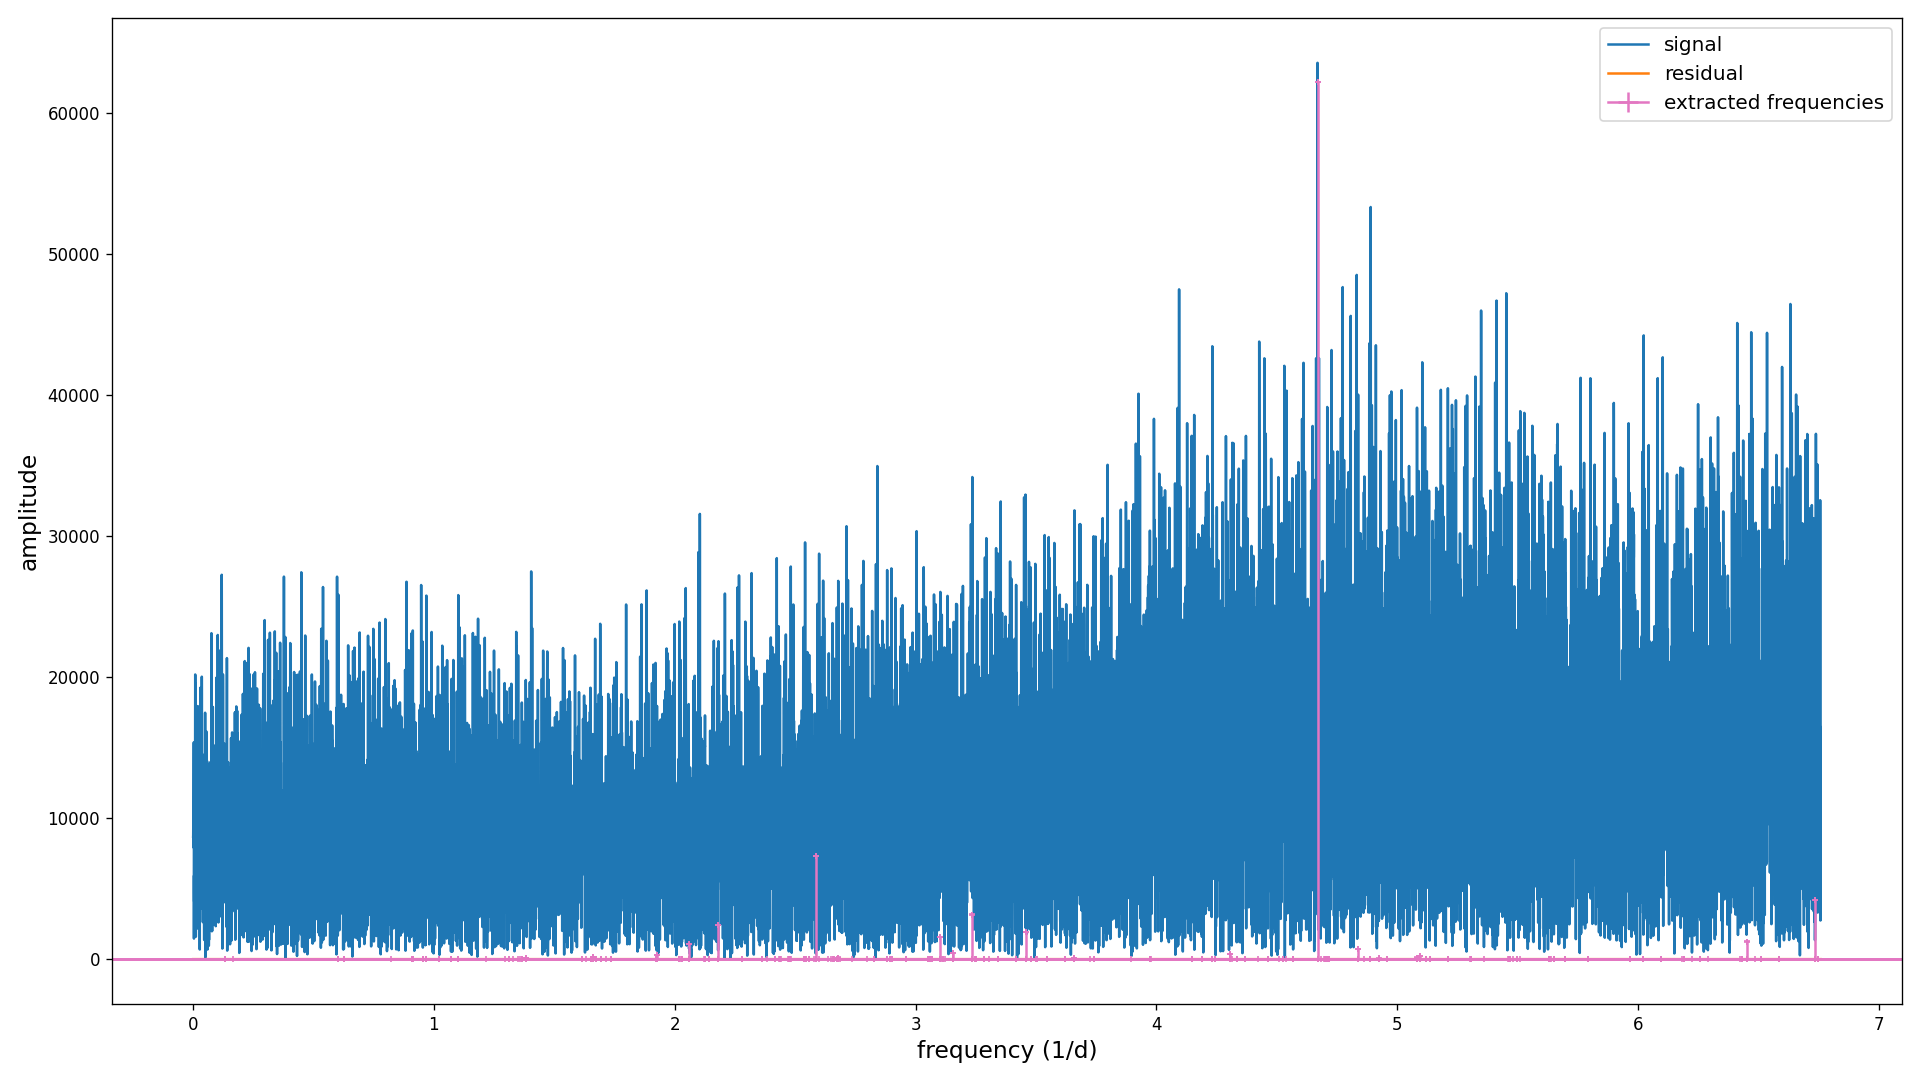 signal
residual
extracted frequencies
60000
50000
40000
30000
20000
10000
0
amplitude
0 1 2 3 4 5 6 7
frequency (1/d)